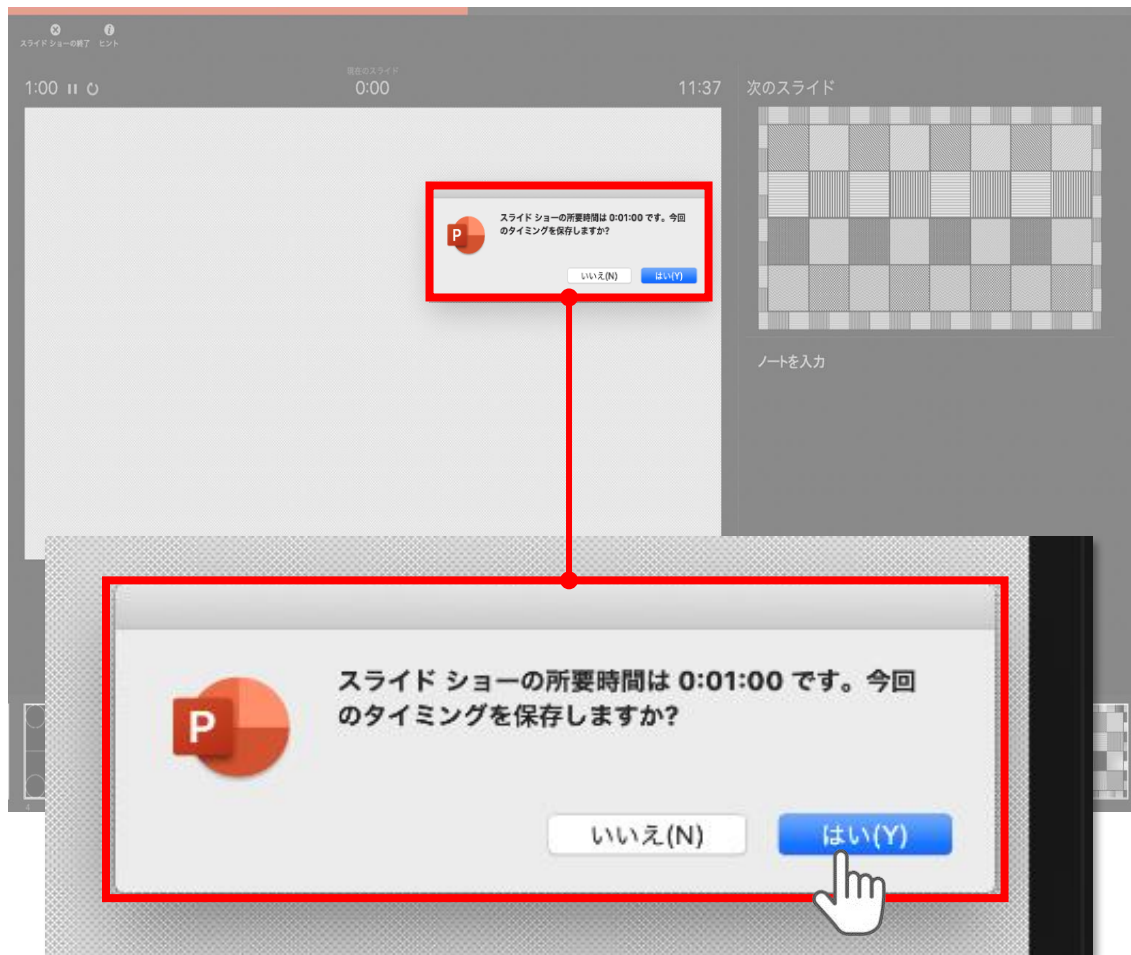 スライド ショーの終了 ヒント
現在のスライド
1:00 0:00 11:37 次のスライド
スライド ショーの所要時間は 0:01:00 です。今回
のタイミングを保存しますか?
P
いいえ(N) はい(Y)
ノートを入力
スライド ショーの所要時間は 0:01:00 です。今回
のタイミングを保存しますか?
P
いいえ(N) はい(Y)
4